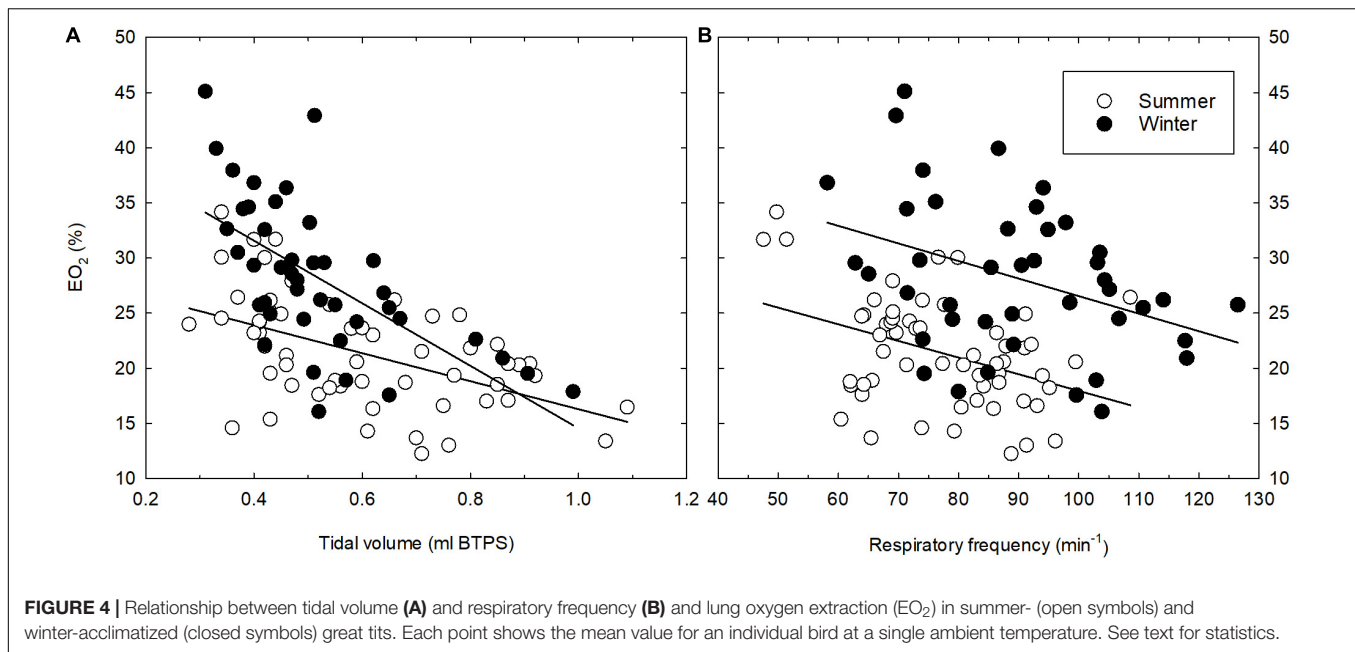 A
B
50
45
40
35
30
25
20
15
10
EO2 (%)
0.2 0.4 0.6 0.8 1.0 1.2
Tidal volume (ml BTPS)
Summer
Winter
50
45
40
35
30
25
20
15
10
40 50 60 70 80 90 100 110 120 130
Respiratory frequency (min-1)
FIGURE 4 | Relationship between tidal volume (A) and respiratory frequency (B) and lung oxygen extraction (EO2) in summer- (open symbols) and
winter-acclimatized (closed symbols) great tits. Each point shows the mean value for an individual bird at a single ambient temperature. See text for statistics.